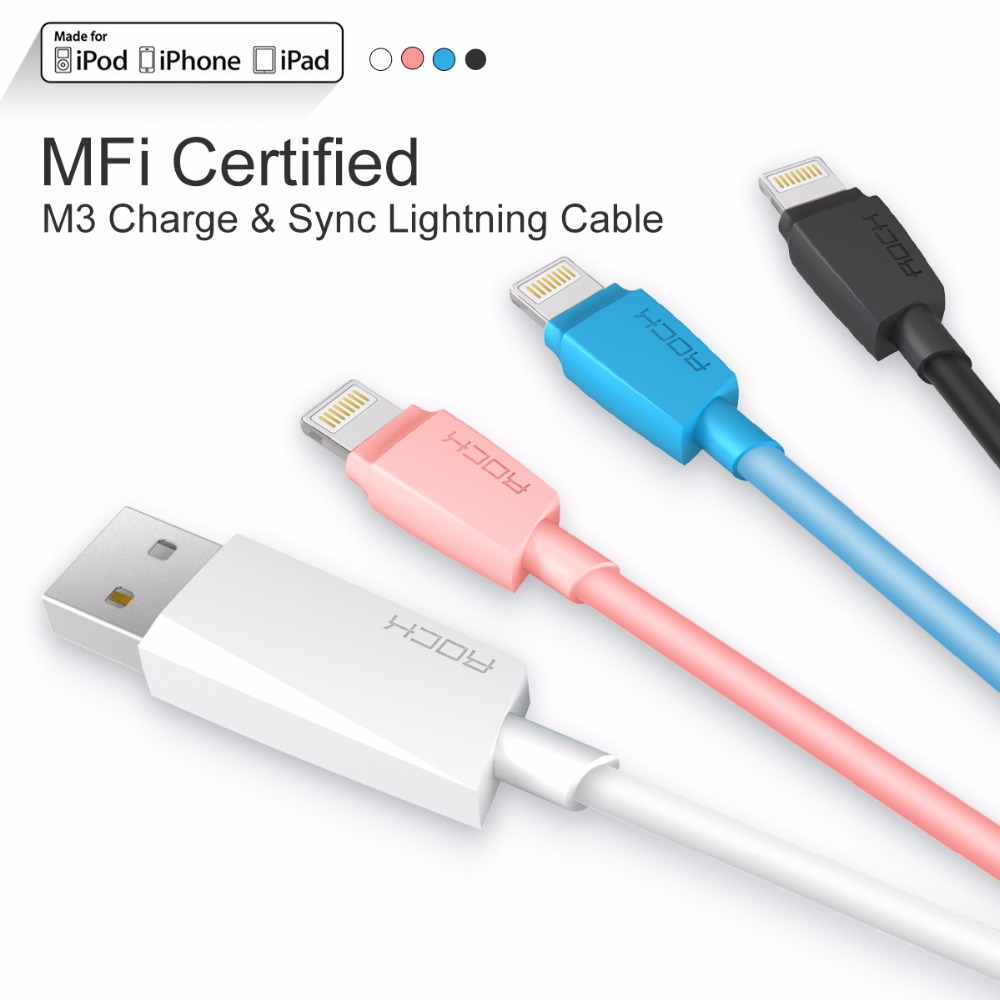 Made for
iPod iPhone iPad
MFi Certified
M3 Charge & Sync Lightning Cable
ROCK
ROCK
ROCK
ROCK